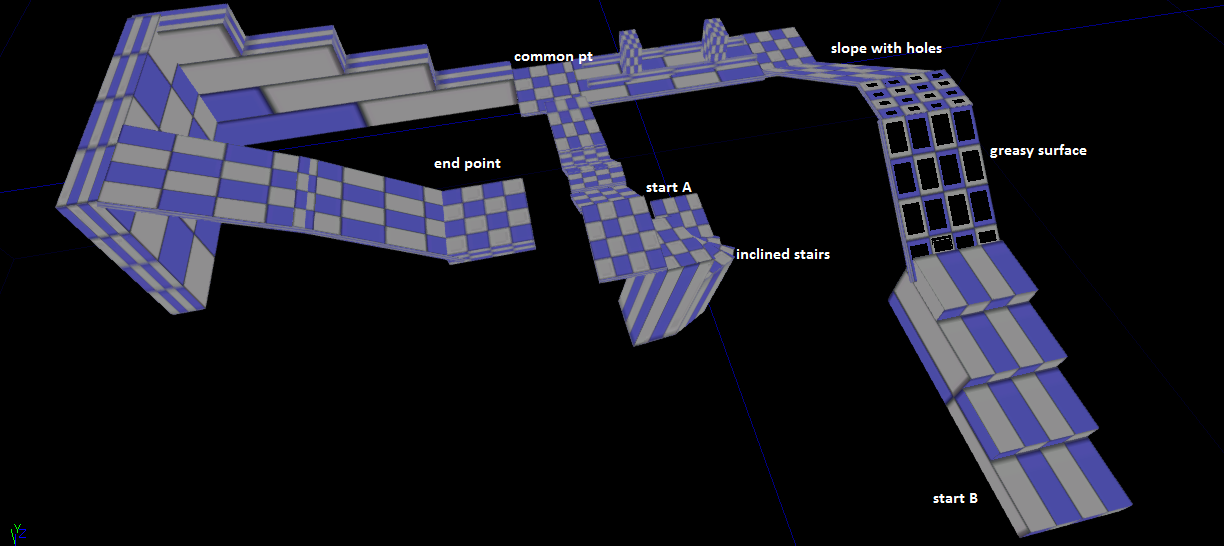 common pt
slope with holes
greasy surface
end point
start A
inclined stairs
start B
Y